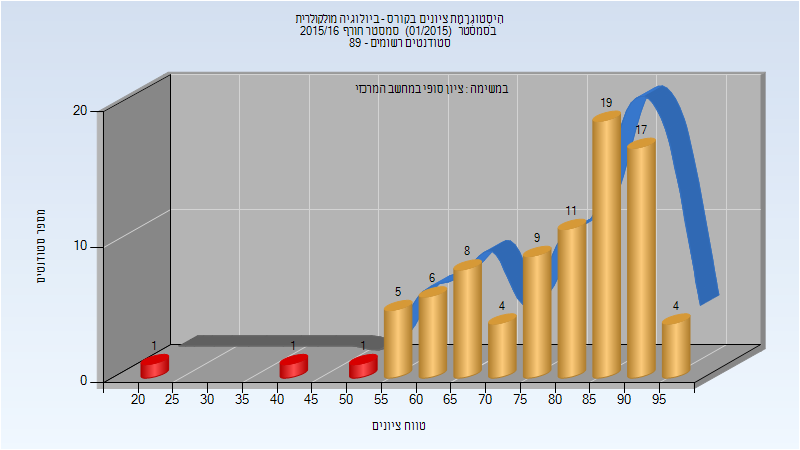 היסטוגרמת ציונים בקורס - ביולוגיה מולקולרית
בסמסטר (01/2015) סמסטר חורף 2015/16
סטודנטים רשומים - 89
במשימה : ציון סופי במחשב המרכזי
מספר סטודנטים
20
10
0
1
1
1
5
6
8
4
9
11
19
17
4
20 25 30 35 40 45 50 55 60 65 70 75 80 85 90 95
טווח ציונים